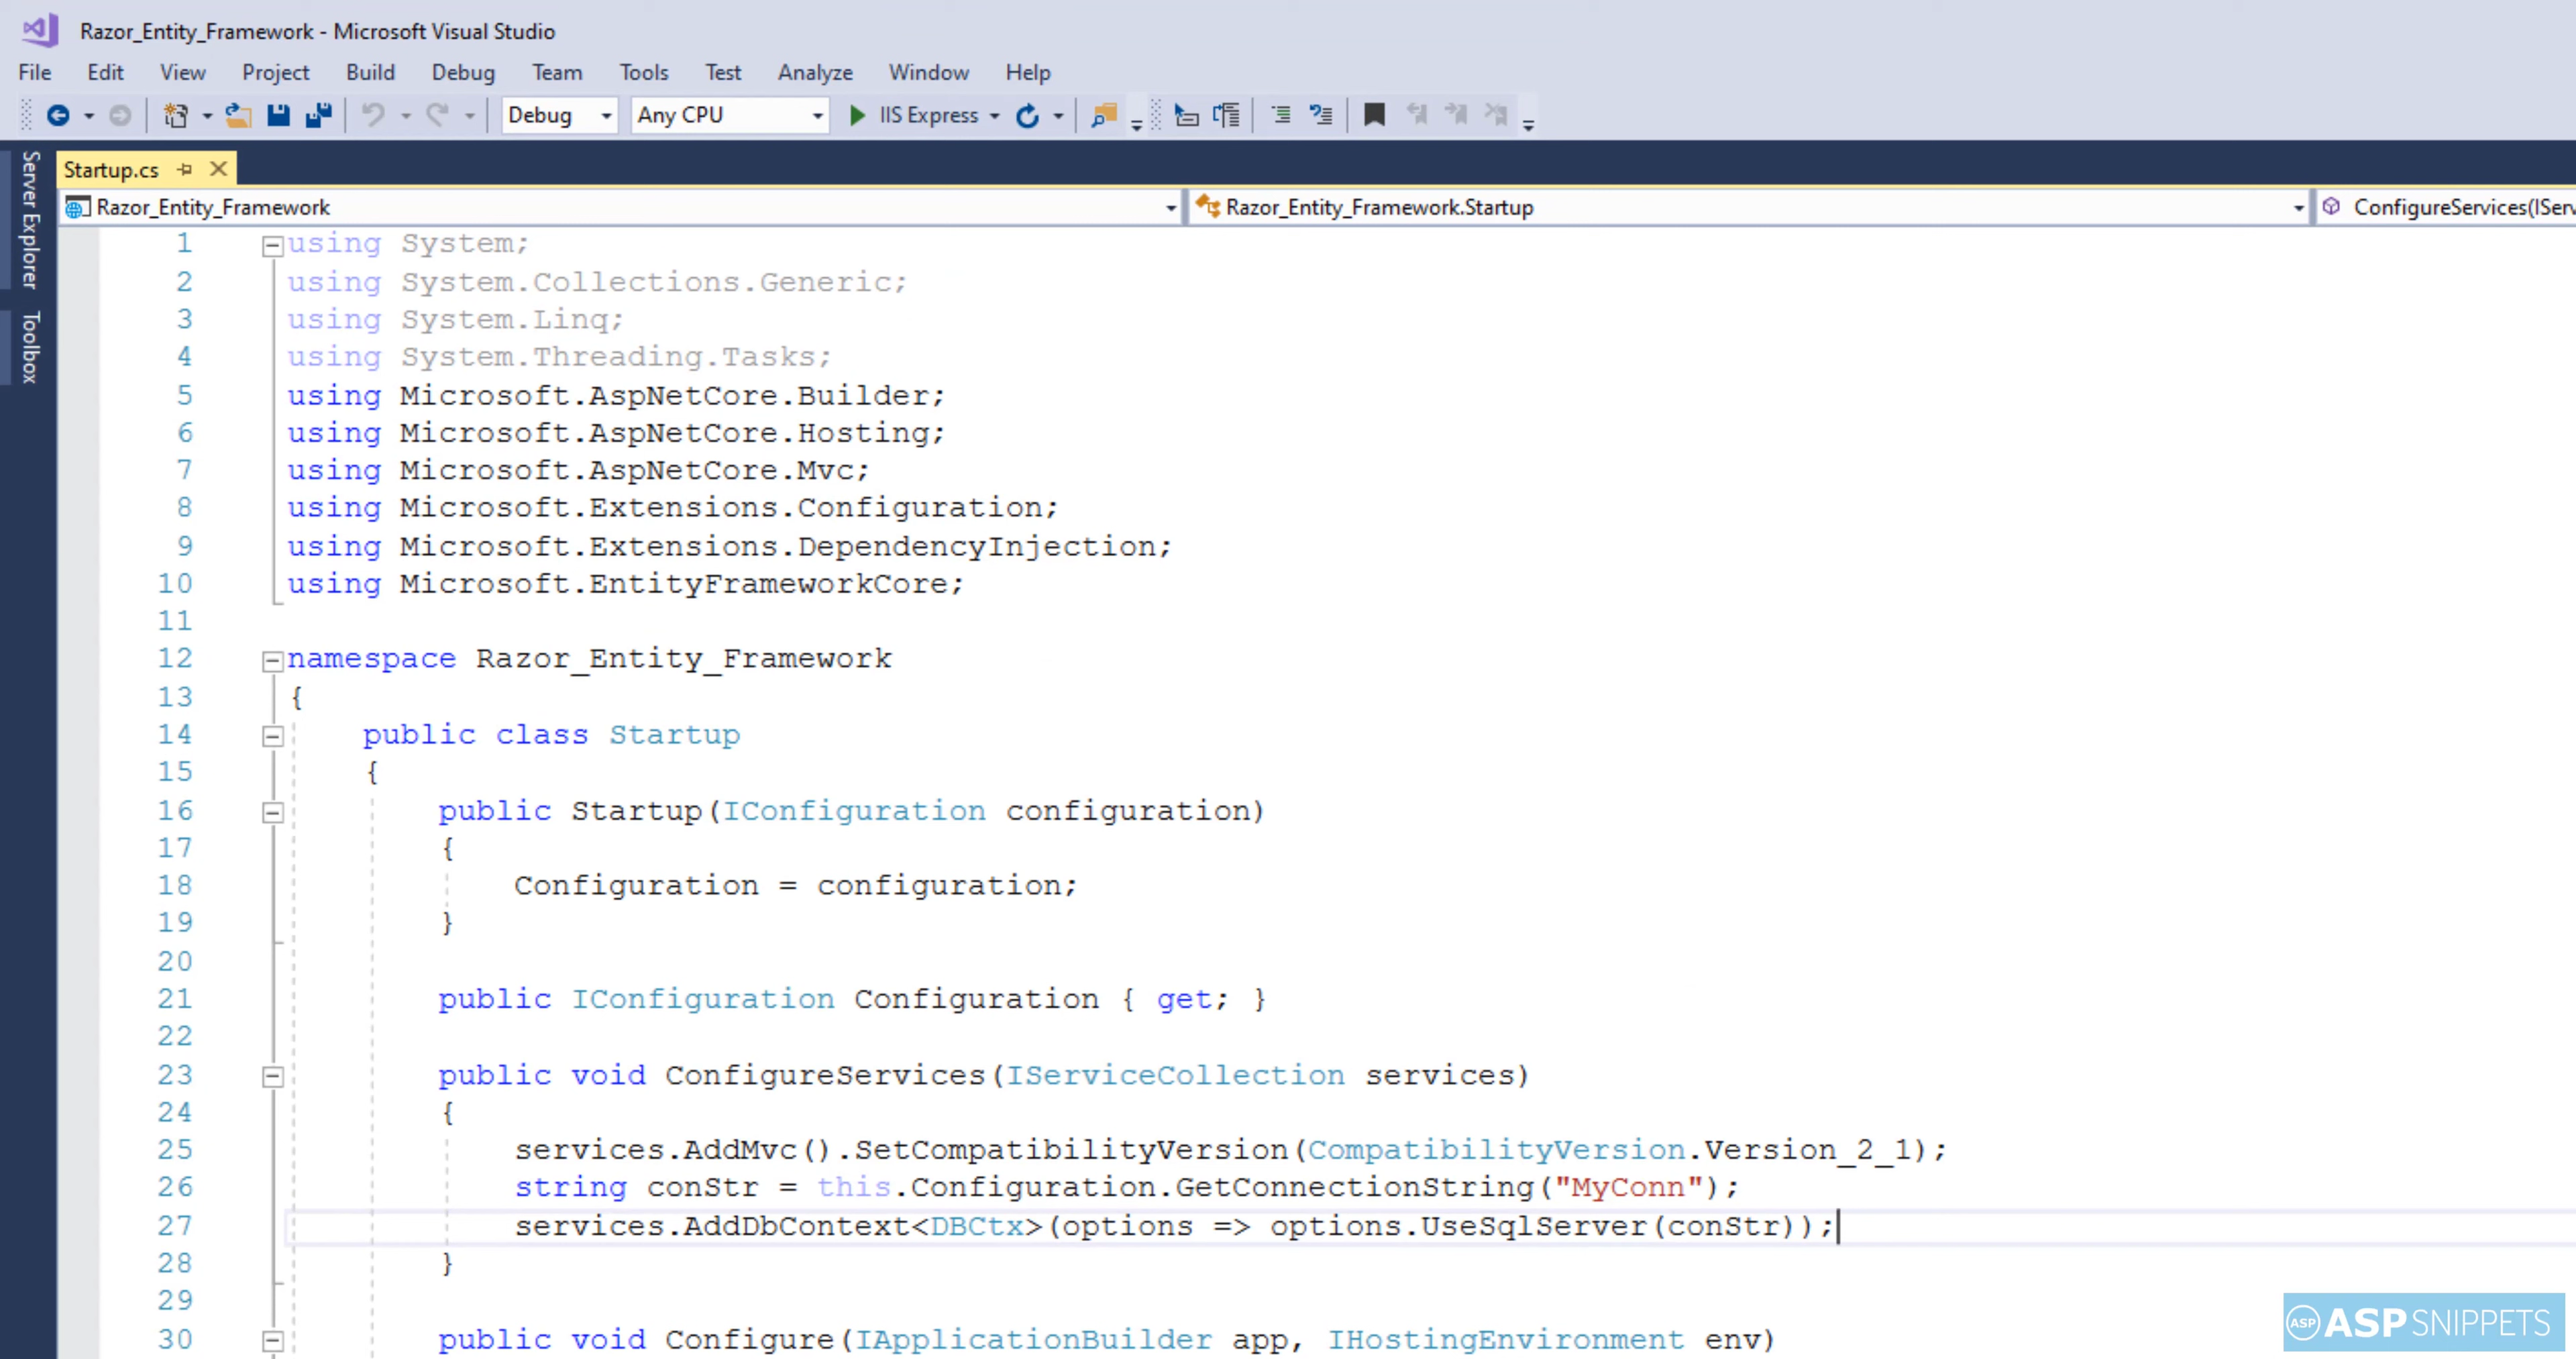 Razor_Entity_Framework - Microsoft Visual Studio
File Edit View Project Build Debug Team Tools Test Analyze Window Help
Debug Any CPU IIS Express
Server Explorer
Toolbox
Startup.cs
Razor_Entity_Framework Razor_Entity_Framework.Startup ConfigureServices(IServ
1 using System;
2 using System.Collections.Generic;
3 using System.Linq;
4 using System.Threading.Tasks;
5 using Microsoft.AspNetCore.Builder;
6 using Microsoft.AspNetCore.Hosting;
7 using Microsoft.AspNetCore.Mvc;
8 using Microsoft.Extensions.Configuration;
9 using Microsoft.Extensions.DependencyInjection;
10 using Microsoft.EntityFrameworkCore;
11
12 namespace Razor_Entity_Framework
13 {
14 public class Startup
15 {
16 public Startup(IConfiguration configuration)
17 {
18 Configuration = configuration;
19 }
20
21 public IConfiguration Configuration { get; }
22
23 public void ConfigureServices(IServiceCollection services)
24 {
25 services.AddMvc().SetCompatibilityVersion(CompatibilityVersion.Version_2_1);
26 string conStr = this.Configuration.GetConnectionString("MyConn");
27 services.AddDbContext<DBCtx>(options => options.UseSqlServer(conStr));
28 }
29
30 public void Configure(IApplicationBuilder app, IHostingEnvironment env)
ASP ASPSNIPPETS